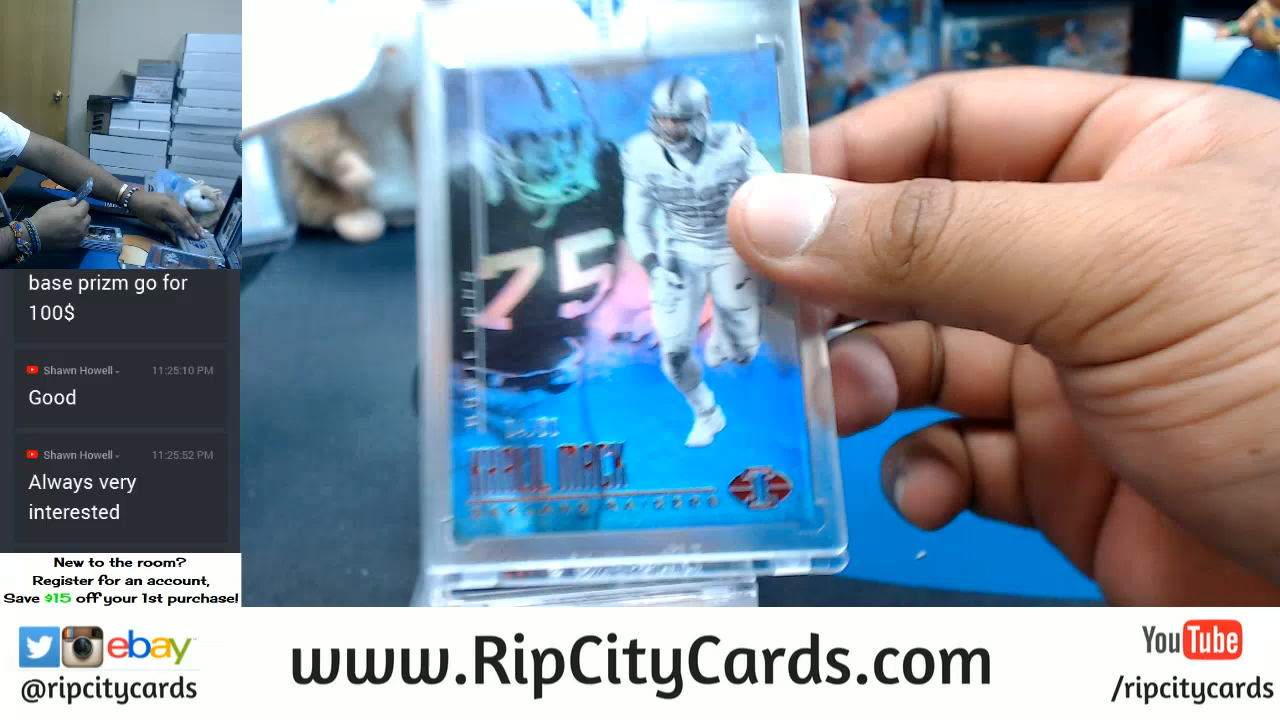 base prizm go for
100$
Shawn Howell
11:25:10 PM
Good
Shawn Howell
11:25:52 PM
Always very
interested
New to the room?
Register for an account,
Save $15 off your 1st purchase!
75
KHALIL MACK
OAKLAND RAIDERS
ebay
@ripcitycards
www.RipCityCards.com
YouTube
/ripcitycards